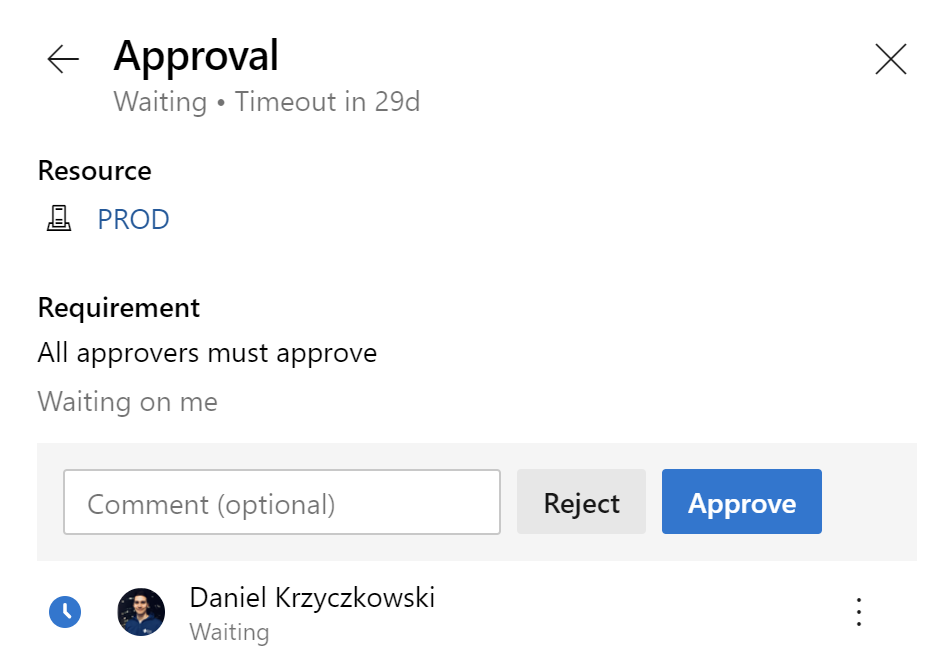 Approval
Waiting • Timeout in 29d
Resource
PROD
Requirement
All approvers must approve
Waiting on me
Comment (optional)
Reject
Approve
Daniel Krzyczkowski
Waiting